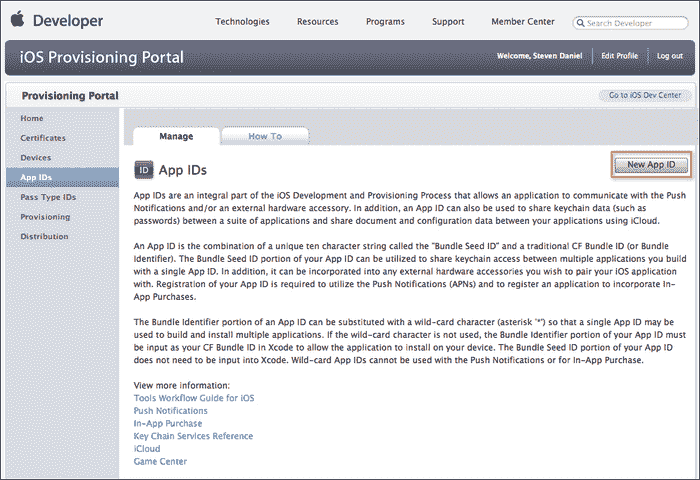 Developer
Technologies Resources Programs Support Member Center Search Developer
iOS Provisioning Portal
Welcome, Steven Daniel Edit Profile Log out
Provisioning Portal
Go to iOS Dev Center
Home
Certificates
Devices
App IDs
Pass Type IDs
Provisioning
Distribution
Manage How To
ID App IDs
New App ID
App IDs are an integral part of the iOS Development and Provisioning Process that allows an application to communicate with the Push
Notifications and/or an external hardware accessory. In addition, an App ID can also be used to share keychain data (such as
passwords) between a suite of applications and share document and configuration data between your applications using iCloud.
An App ID is the combination of a unique ten character string called the "Bundle Seed ID" and a traditional CF Bundle ID (or Bundle
Identifier). The Bundle Seed ID portion of your App ID can be utilized to share keychain access between multiple applications you build
with a single App ID. In addition, it can be incorporated into any external hardware accessories you wish to pair your iOS application
with. Registration of your App ID is required to utilize the Push Notifications (APNs) and to register an application to incorporate In-
App Purchases.
The Bundle Identifier portion of an App ID can be substituted with a wild-card character (asterisk '*') so that a single App ID may be
used to build and install multiple applications. If the wild-card character is not used, the Bundle Identifier portion of your App ID must
be input as your CF Bundle ID in Xcode to allow the application to install on your device. The Bundle Seed ID portion of your App ID
does not need to be input into Xcode. Wild-card App IDs cannot be used with the Push Notifications or for In-App Purchase.
View more information:
Tools Workflow Guide for iOS
Push Notifications
In-App Purchase
Key Chain Services Reference
iCloud
Game Center